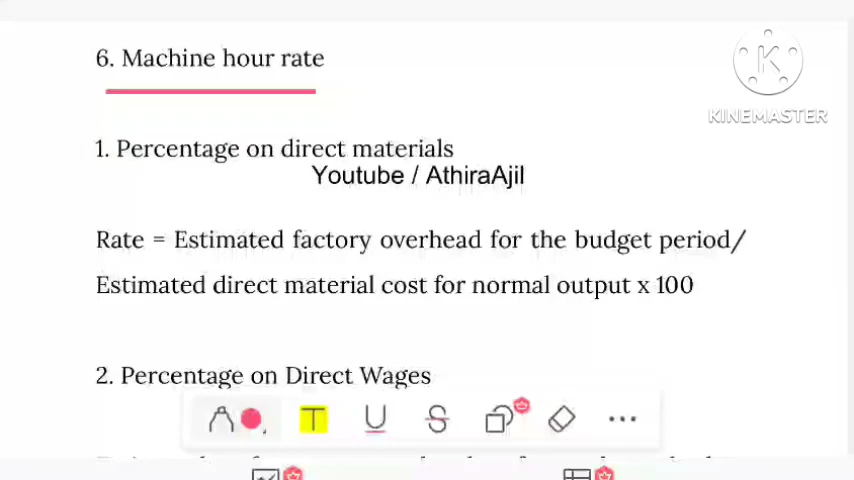 6. Machine hour rate
KINEMASTER
1. Percentage on direct materials
Youtube / AthiraAjil
Rate = Estimated factory overhead for the budget period/
Estimated direct material cost for normal output x 100
2. Percentage on Direct Wages
T U S